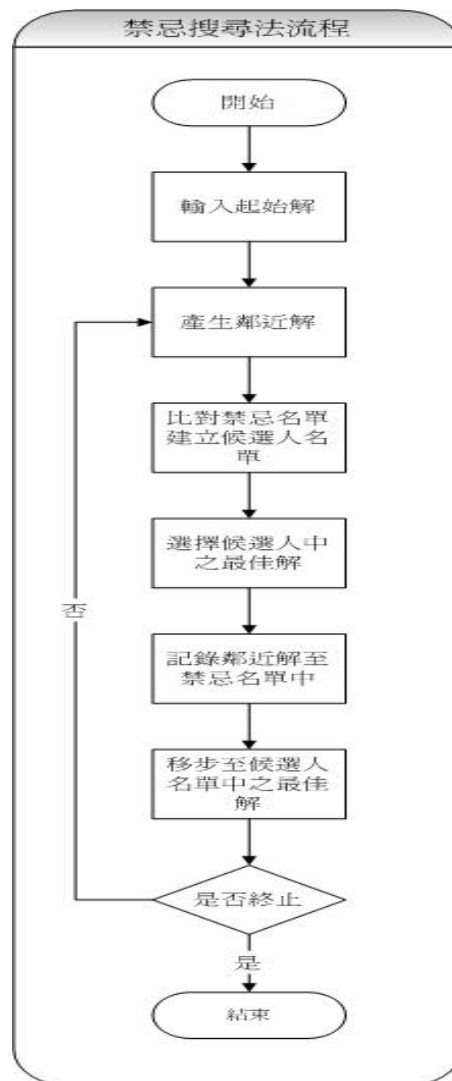 禁忌搜尋法流程
開始
輸入起始解
產生鄰近解
比對禁忌名單
建立候選人名
單
選擇候選人中
之最佳解
否
記錄鄰近解至
禁忌名單中
移步至候選人
名單中之最佳
解
是否終止
是
結束